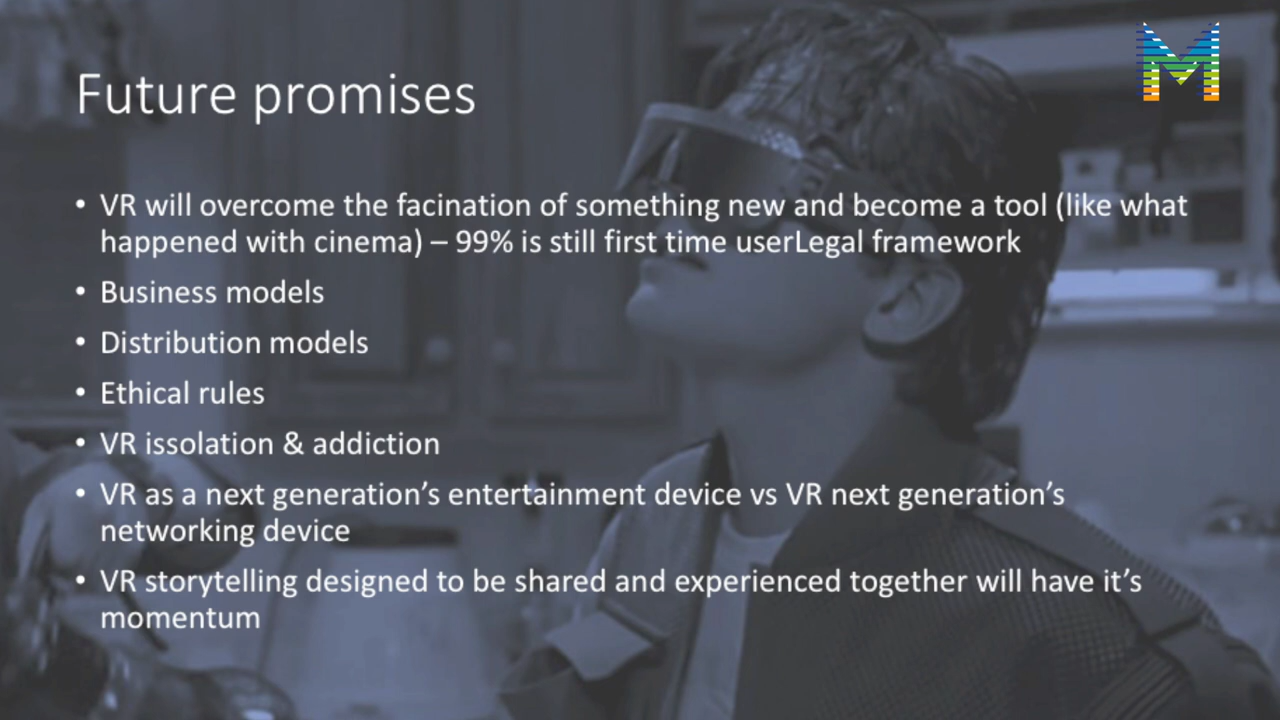 Future promises
M
• VR will overcome the facination of something new and become a tool (like what
happened with cinema) – 99% is still first time userLegal framework
• Business models
• Distribution models
• Ethical rules
• VR issolation & addiction
• VR as a next generation’s entertainment device vs VR next generation’s
networking device
• VR storytelling designed to be shared and experienced together will have it’s
momentum